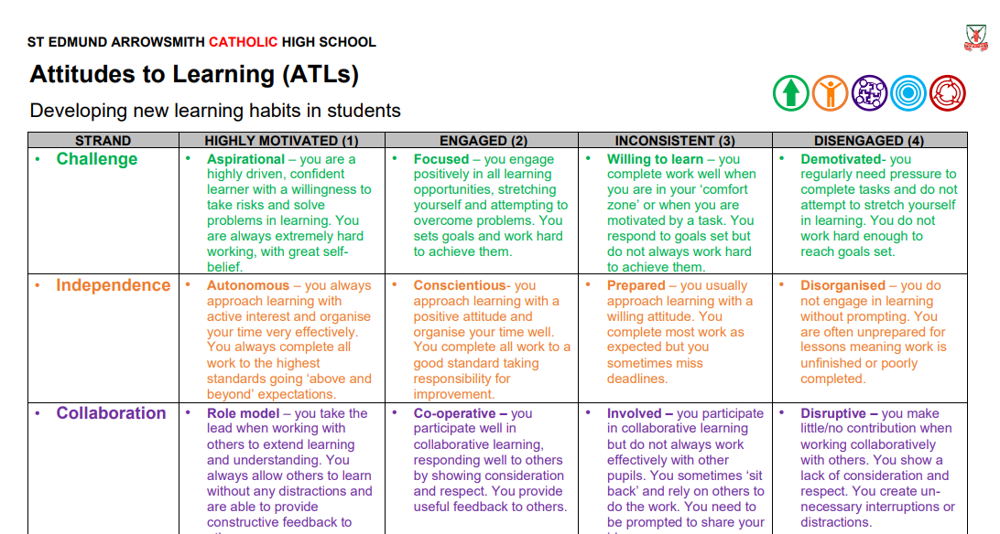 ST EDMUND ARROWSMITH CATHOLIC HIGH SCHOOL
Attitudes to Learning (ATLs)
Developing new learning habits in students
STRAND
HIGHLY MOTIVATED (1)
ENGAGED (2)
INCONSISTENT (3)
DISENGAGED (4)
• Challenge
• Aspirational – you are a
highly driven, confident
learner with a willingness to
take risks and solve
problems in learning. You
are always extremely hard
working, with great self-
belief.
• Focused – you engage
positively in all learning
opportunities, stretching
yourself and attempting to
overcome problems. You
sets goals and work hard
to achieve them.
• Willing to learn – you
complete work well when
you are in your ‘comfort
zone’ or when you are
motivated by a task. You
respond to goals set but
do not always work hard
to achieve them.
• Demotivated- you
regularly need pressure to
complete tasks and do not
attempt to stretch yourself
in learning. You do not
work hard enough to
reach goals set.
• Independence
• Autonomous – you always
approach learning with
active interest and organise
your time very effectively.
You always complete all
work to the highest
standards going ‘above and
beyond’ expectations.
• Conscientious- you
approach learning with a
positive attitude and
organise your time well.
You complete all work to a
good standard taking
responsibility for
improvement.
• Prepared – you usually
approach learning with a
willing attitude. You
complete most work as
expected but you
sometimes miss
deadlines.
• Disorganised – you do
not engage in learning
without prompting. You
are often unprepared for
lessons meaning work is
unfinished or poorly
completed.
• Collaboration
• Role model – you take the
lead when working with
others to extend learning
and understanding. You
always allow others to learn
without any distractions and
are able to provide
constructive feedback to
• Co-operative – you
participate well in
collaborative learning,
responding well to others
by showing consideration
and respect. You provide
useful feedback to others.
• Involved – you participate
in collaborative learning
but do not always work
effectively with other
pupils. You sometimes ‘sit
back’ and rely on others to
do the work. You need to
be prompted to share your
• Disruptive – you make
little/no contribution when
working collaboratively
with others. You show a
lack of consideration and
respect. You create un-
necessary interruptions or
distractions.